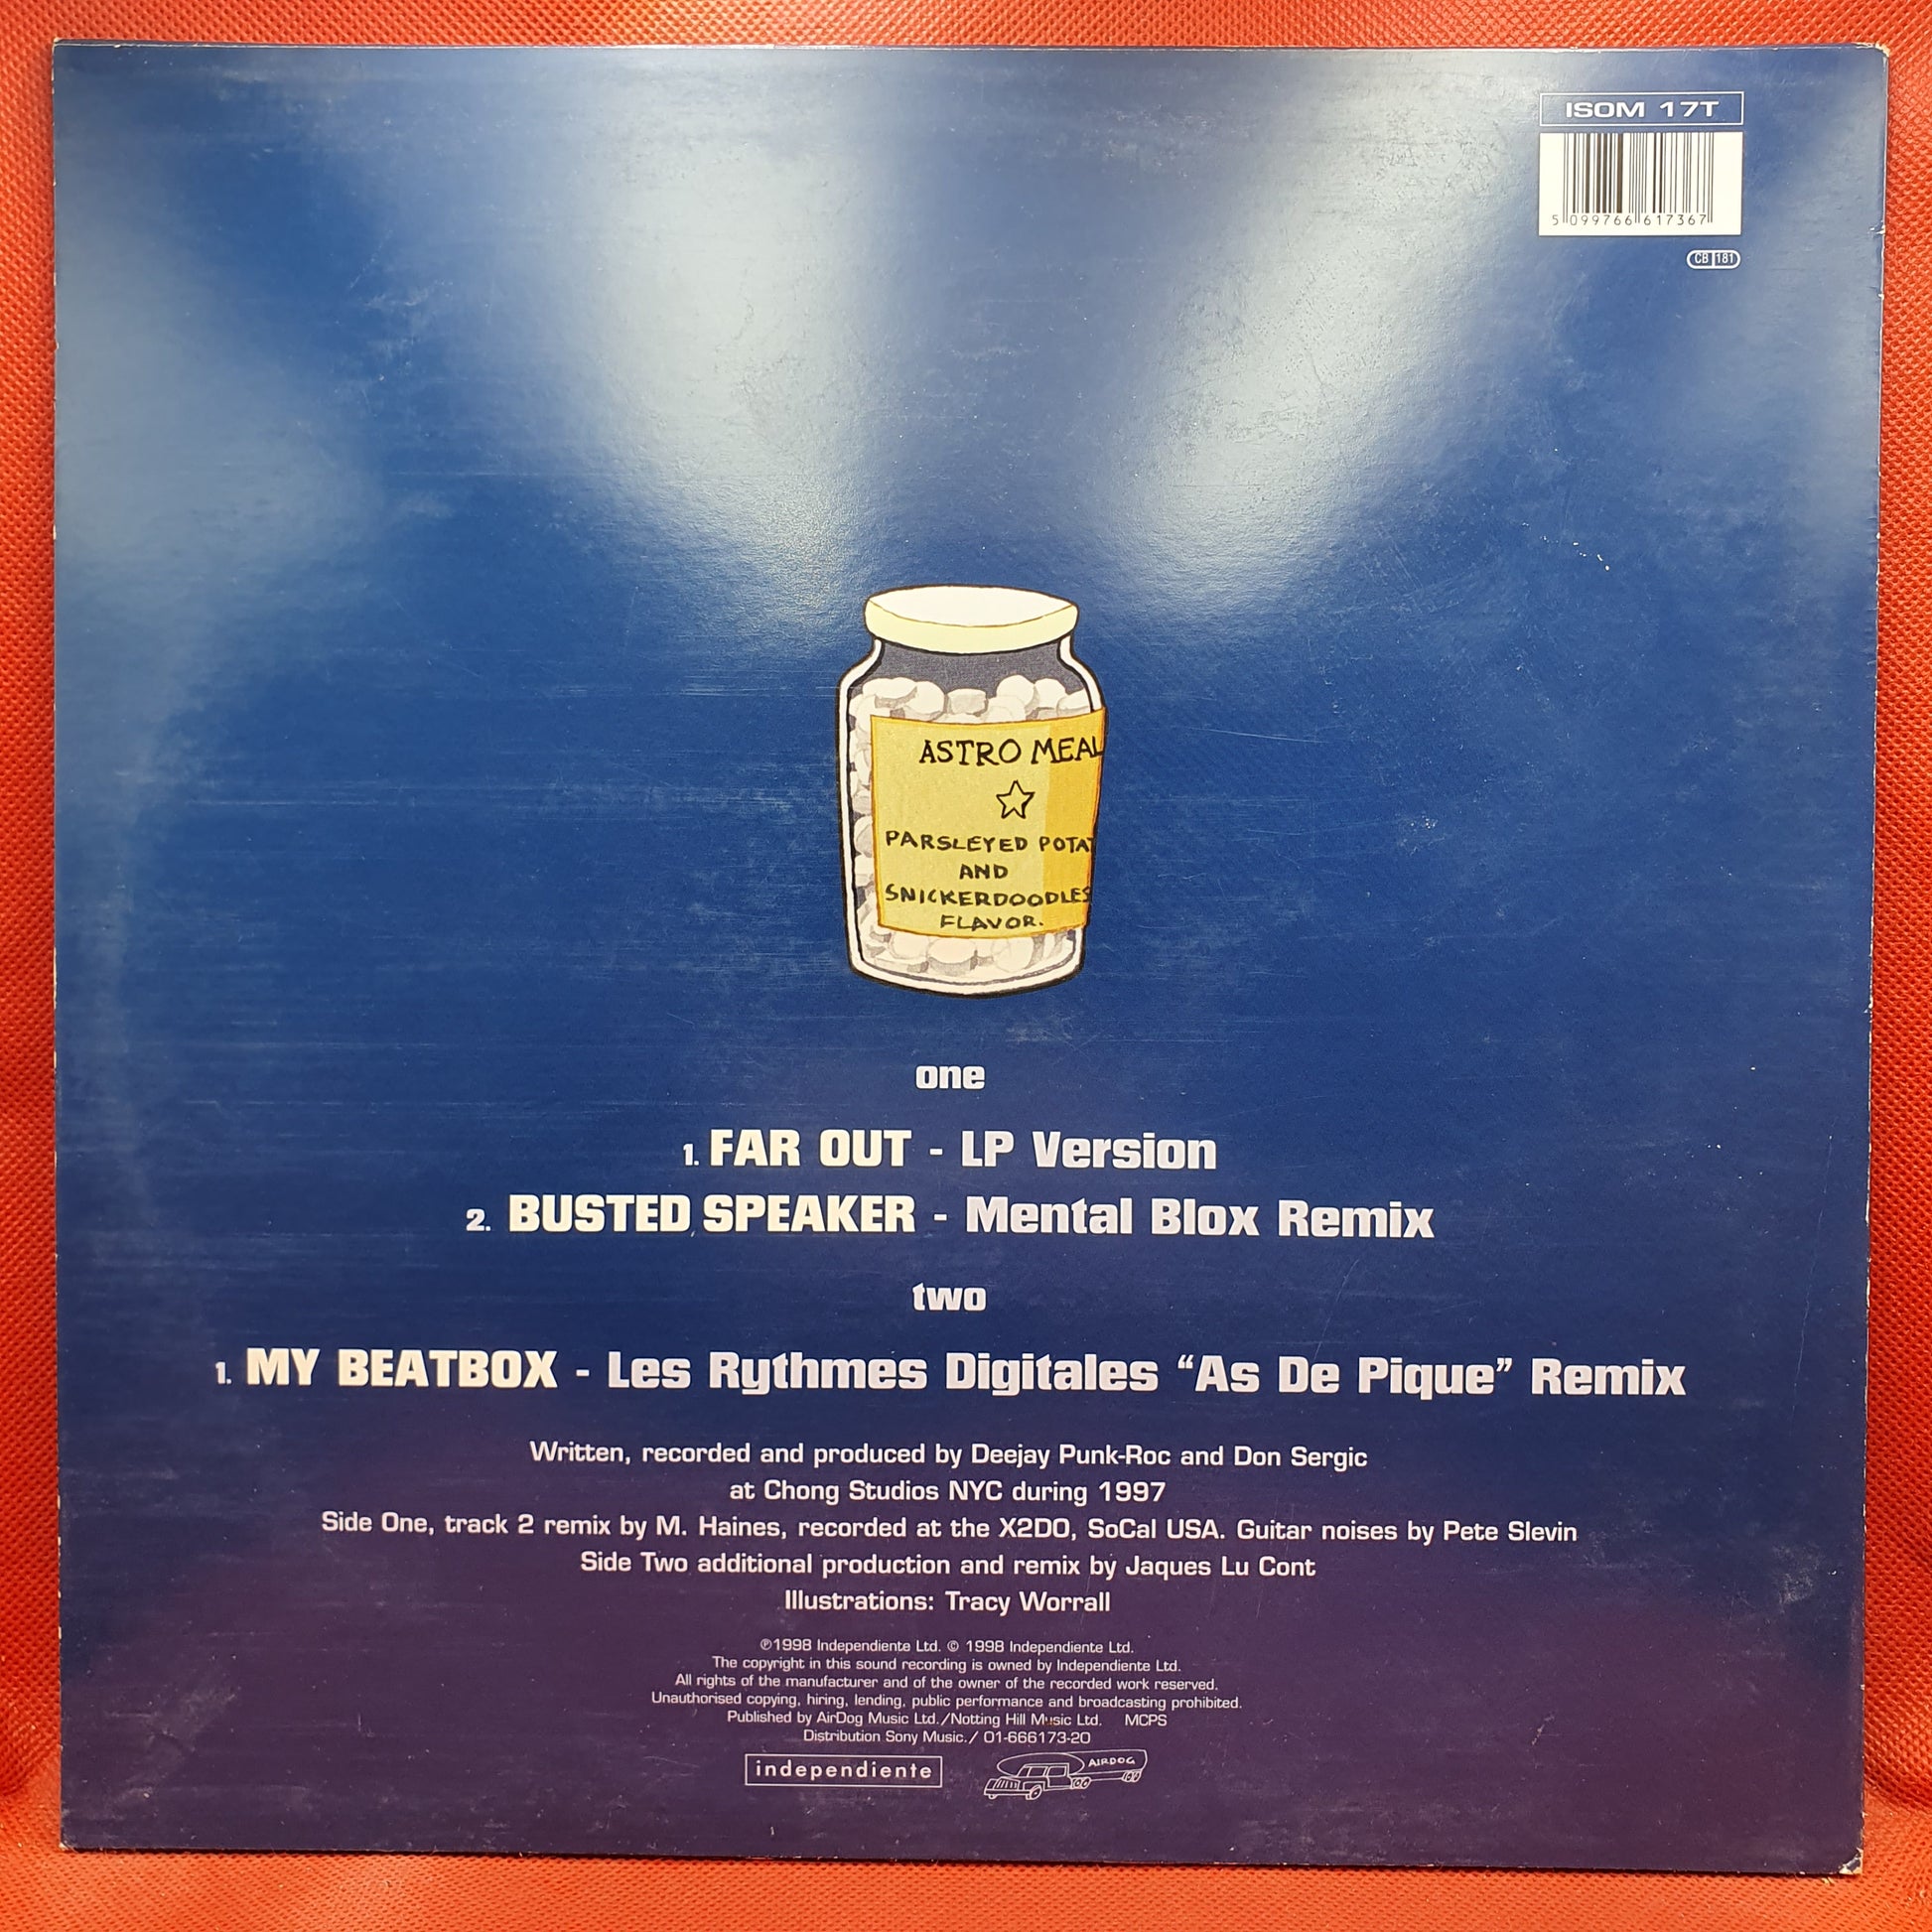 ISOM 17T
5 099766 617367
CB 181
ASTRO MEAL
PARSLEYED POTAT
AND
SNICKERDOODLES
FLAVOR.
one
1. FAR OUT - LP Version
2. BUSTED SPEAKER - Mental Blox Remix
two
1. MY BEATBOX - Les Rythmes Digitales “As De Pique” Remix
Written, recorded and produced by Deejay Punk-Roc and Don Sergic
at Chong Studios NYC during 1997
Side One, track 2 remix by M. Haines, recorded at the X2DO, SoCal USA. Guitar noises by Pete Slevin
Side Two additional production and remix by Jaques Lu Cont
Illustrations: Tracy Worrall
℗1998 Independiente Ltd. © 1998 Independiente Ltd.
The copyright in this sound recording is owned by Independiente Ltd.
All rights of the manufacturer and of the owner of the recorded work reserved.
Unauthorised copying, hiring, lending, public performance and broadcasting prohibited.
Published by AirDog Music Ltd./Notting Hill Music Ltd. MCPS
Distribution Sony Music./ 01-666173-20
independiente
AIRDOG